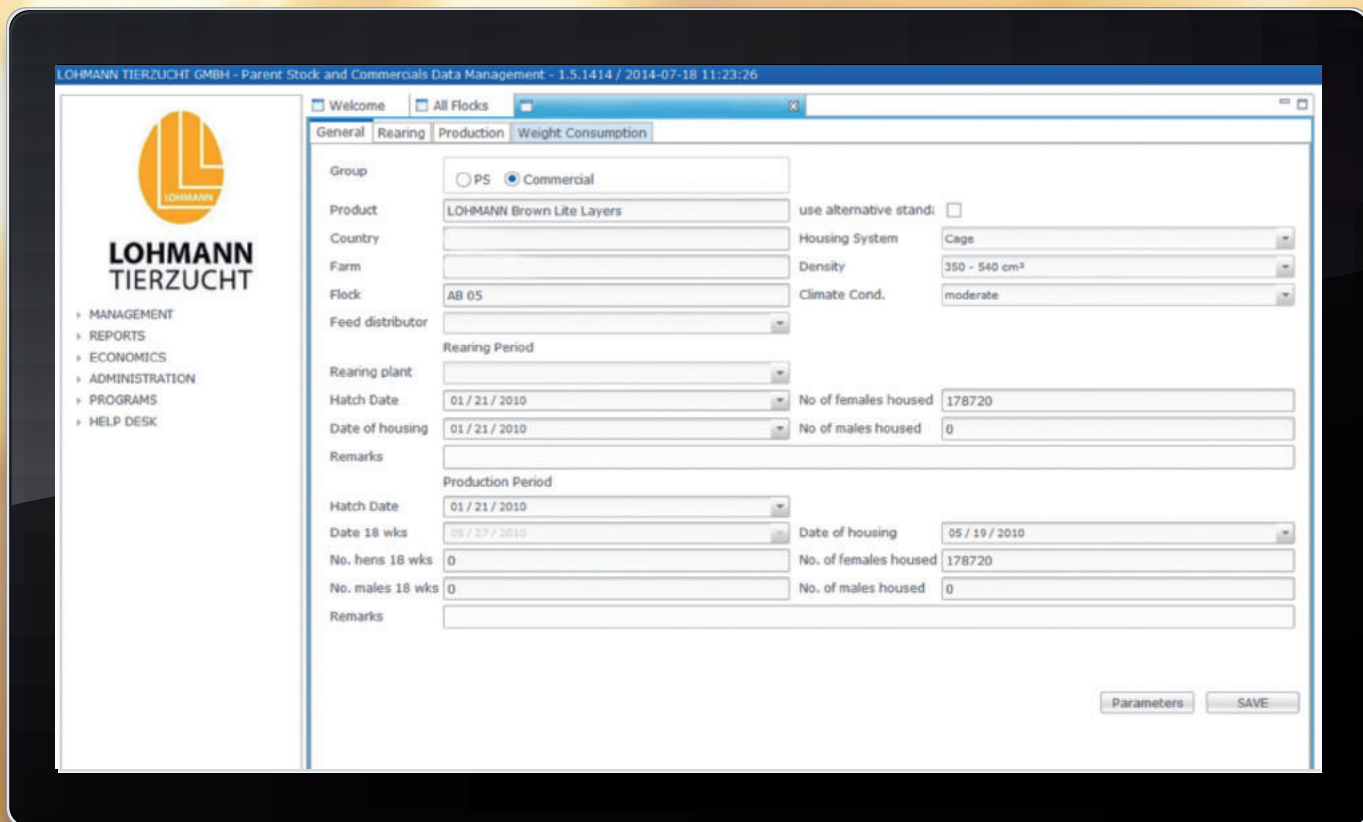 LOHMANN TIERZUCHT GMBH - Parent Stock and Commercials Data Management - 1.5.1414 / 2014-07-18 11:23:26
Welcome All Flocks
General Rearing Production Weight Consumption
LOHMANN
LOHMANN
TIERZUCHT
MANAGEMENT
REPORTS
ECONOMICS
ADMINISTRATION
PROGRAMS
HELP DESK
Group PS Commercial
Product LOHMANN Brown Lite Layers use alternative standa
Country Housing System Cage
Farm Density 350 - 540 cm²
Flock AB 05 Climate Cond. moderate
Feed distributor
Rearing Period
Rearing plant
Hatch Date 01 / 21 / 2010 No of females housed 178720
Date of housing 01 / 21 / 2010 No of males housed 0
Remarks
Production Period
Hatch Date 01 / 21 / 2010
Date 18 wks 05 / 27 / 2010 Date of housing 05 / 19 / 2010
No. hens 18 wks 0 No. of females housed 178720
No. males 18 wks 0 No. of males housed 0
Remarks
Parameters SAVE